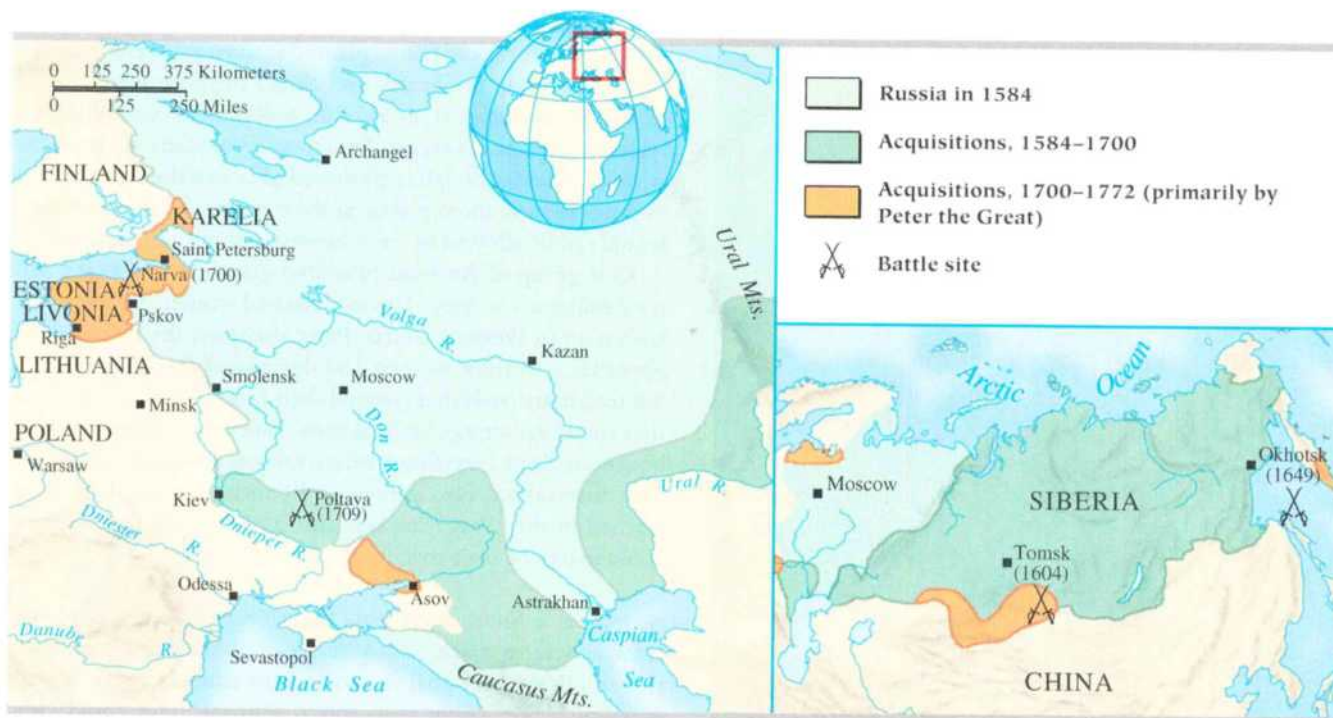 0 125 250 375 Kilometers
0 125 250 Miles
FINLAND
Archangel
KARELIA
Saint Petersburg
Narva (1700)
ESTONIA
LIVONIA
Pskov
Riga
LITHUANIA
Volga
R.
Kazan
Ural Mts.
Smolensk
Moscow
Minsk
Don
R.
POLAND
Warsaw
Kiev
Poltava
(1709)
Ural R.
Dniester
R.
Dnieper R.
Odessa
Asov
Astrakhan
Danube
R.
Sevastopol
Black Sea
Caspian
Sea
Caucasus Mts.
Russia in 1584
Acquisitions, 1584–1700
Acquisitions, 1700–1772 (primarily by
Peter the Great)
Battle site
Arctic Ocean
Moscow
SIBERIA
Okhotsk
(1649)
Tomsk
(1604)
CHINA